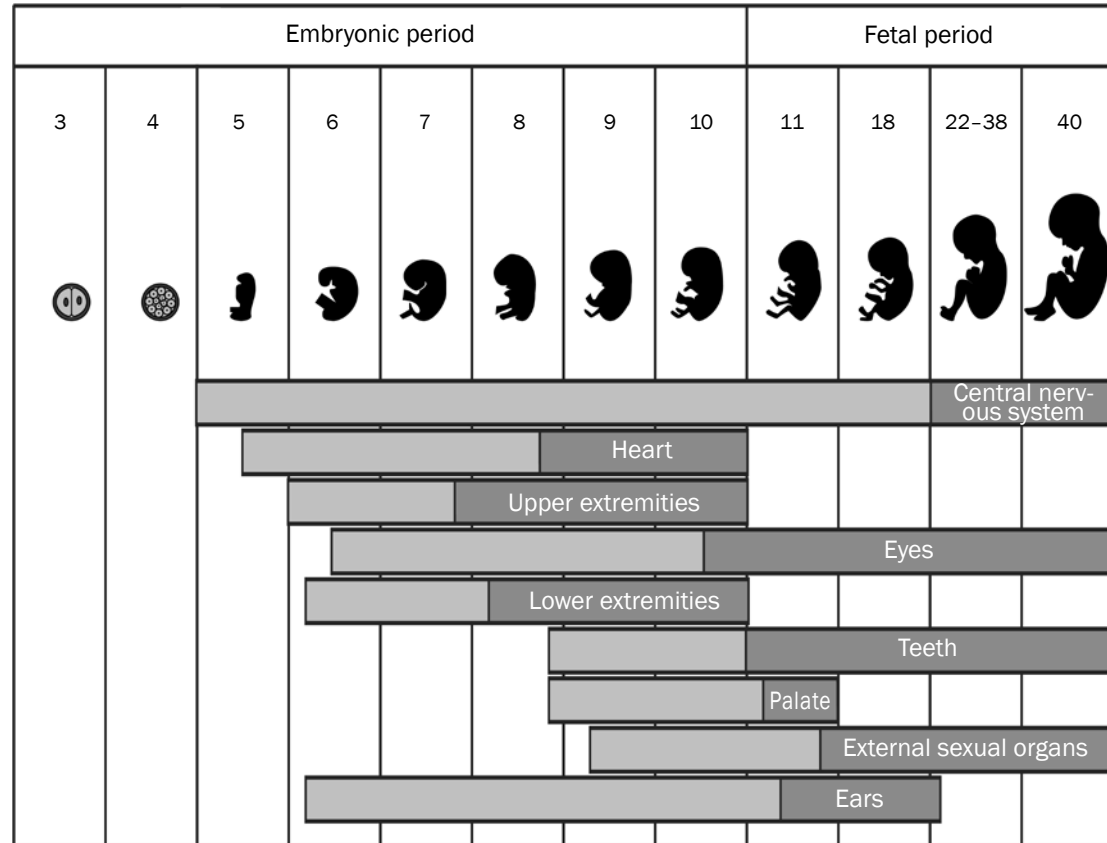 Embryonic period Fetal period
3 4 5 6 7 8 9 10 11 18 22–38 40
Central nerv-
ous system
Heart
Upper extremities
Eyes
Lower extremities
Teeth
Palate
External sexual organs
Ears